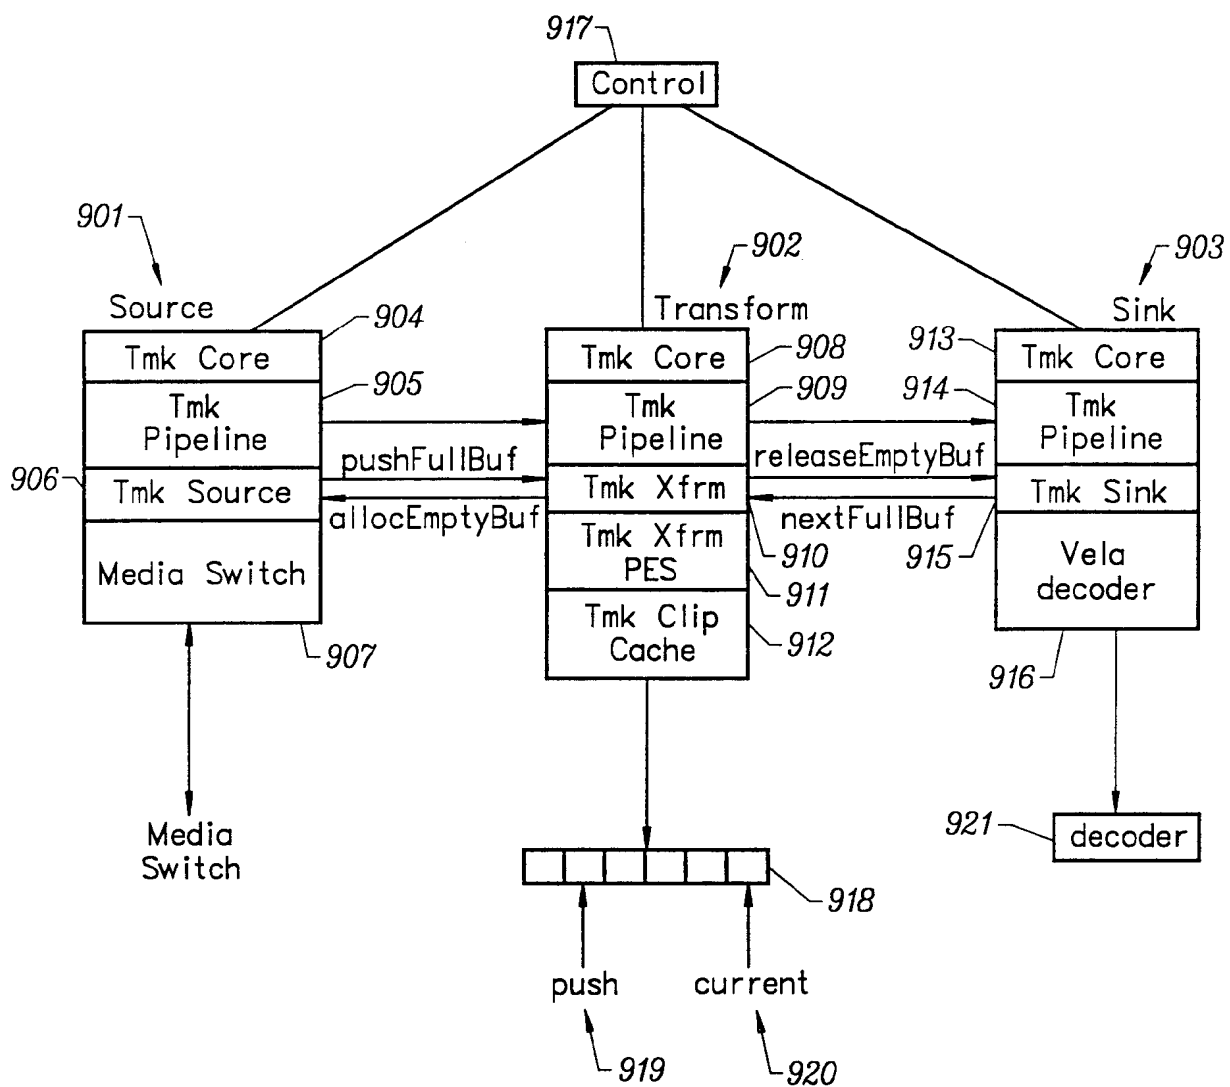 917
Control
901
902
903
Source
Transform
Sink
904
908
913
Tmk Core
Tmk Core
Tmk Core
905
909
914
Tmk
Pipeline
Tmk
Pipeline
Tmk
Pipeline
pushFullBuf
releaseEmptyBuf
906
Tmk Source
Tmk Xfrm
Tmk Sink
allocEmptyBuf
nextFullBuf
910
915
Media Switch
Tmk Xfrm
PES
Vela
decoder
911
Tmk Clip
Cache
912
907
916
Media
Switch
921
decoder
918
push
current
919
920